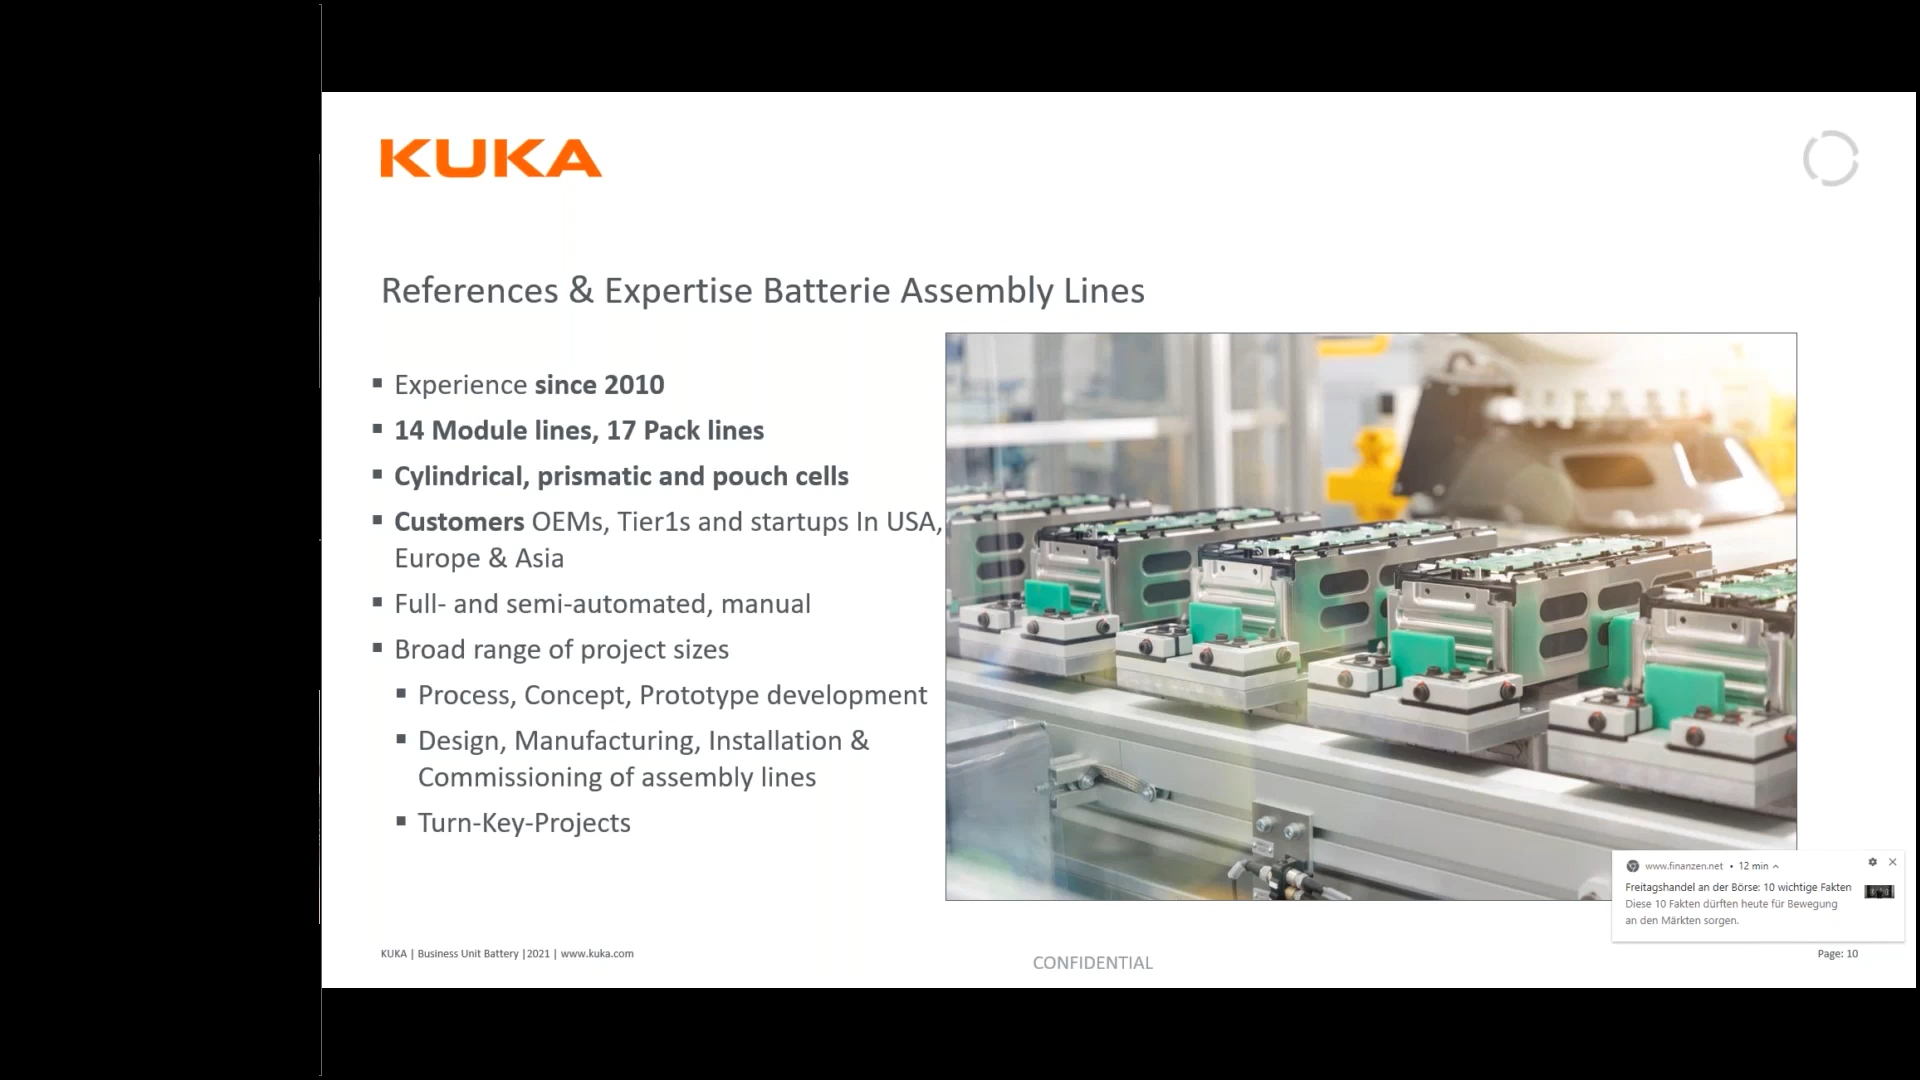 KUKA
References & Expertise Batterie Assembly Lines
▪ Experience since 2010
▪ 14 Module lines, 17 Pack lines
▪ Cylindrical, prismatic and pouch cells
▪ Customers OEMs, Tier1s and startups In USA,
Europe & Asia
▪ Full- and semi-automated, manual
▪ Broad range of project sizes
▪ Process, Concept, Prototype development
▪ Design, Manufacturing, Installation &
Commissioning of assembly lines
▪ Turn-Key-Projects
www.finanzen.net • 12 min
Freitagshandel an der Börse: 10 wichtige Fakten
Diese 10 Fakten dürften heute für Bewegung
an den Märkten sorgen.
KUKA | Business Unit Battery |2021 | www.kuka.com
CONFIDENTIAL
Page: 10